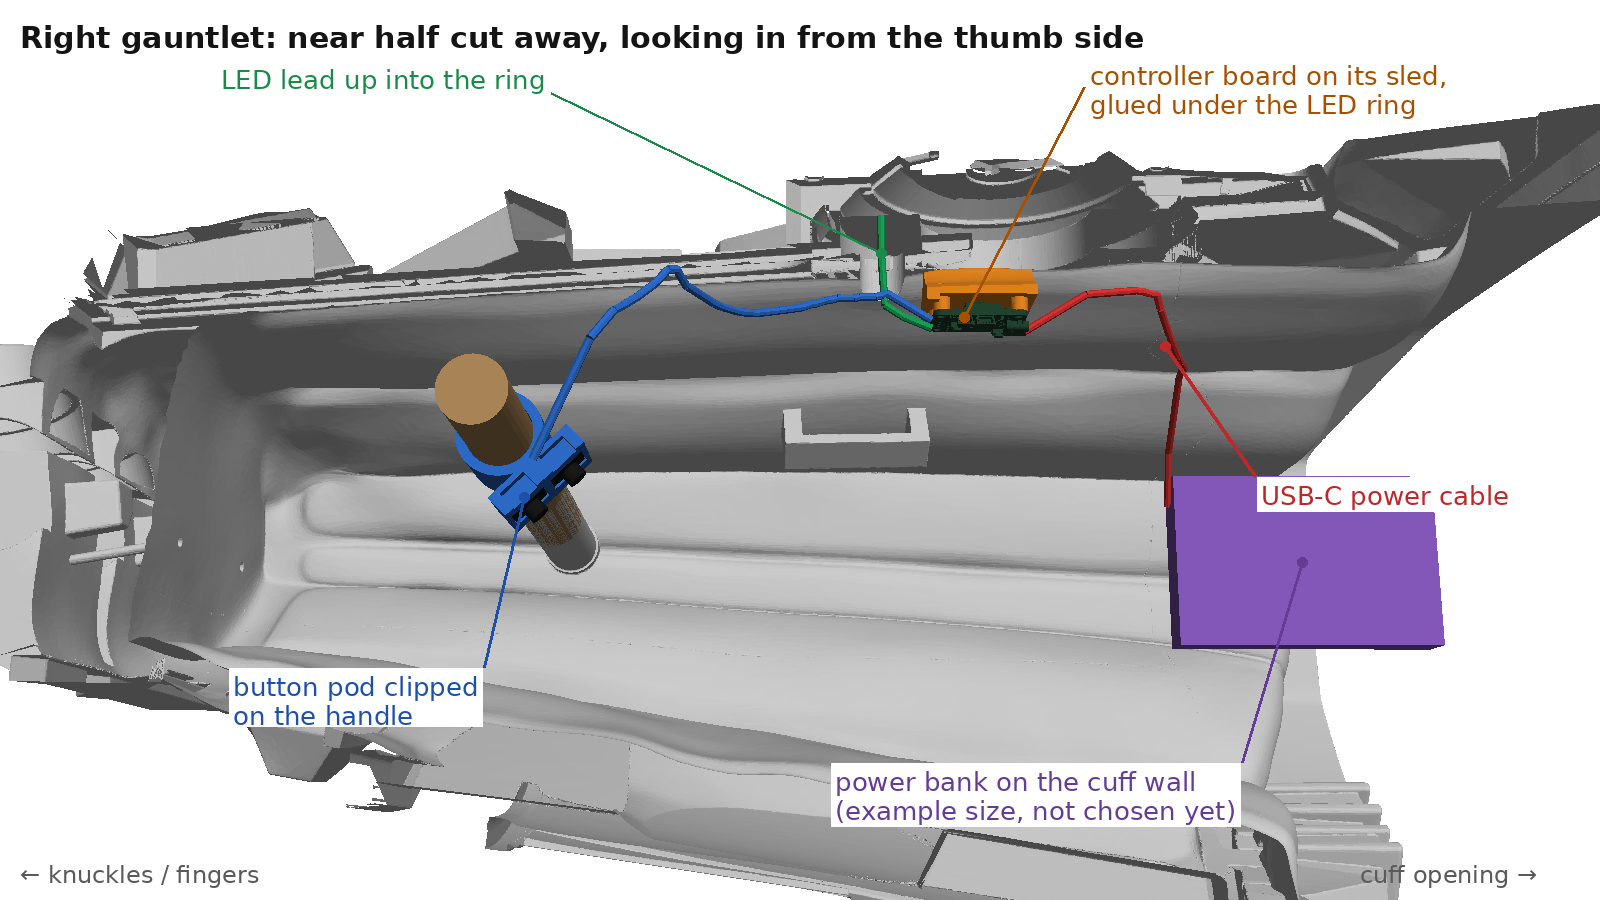 Right gauntlet: near half cut away, looking in from the thumb side
LED lead up into the ring
controller board on its sled,
glued under the LED ring
USB-C power cable
button pod clipped
on the handle
power bank on the cuff wall
(example size, not chosen yet)
← knuckles / fingers
cuff opening →